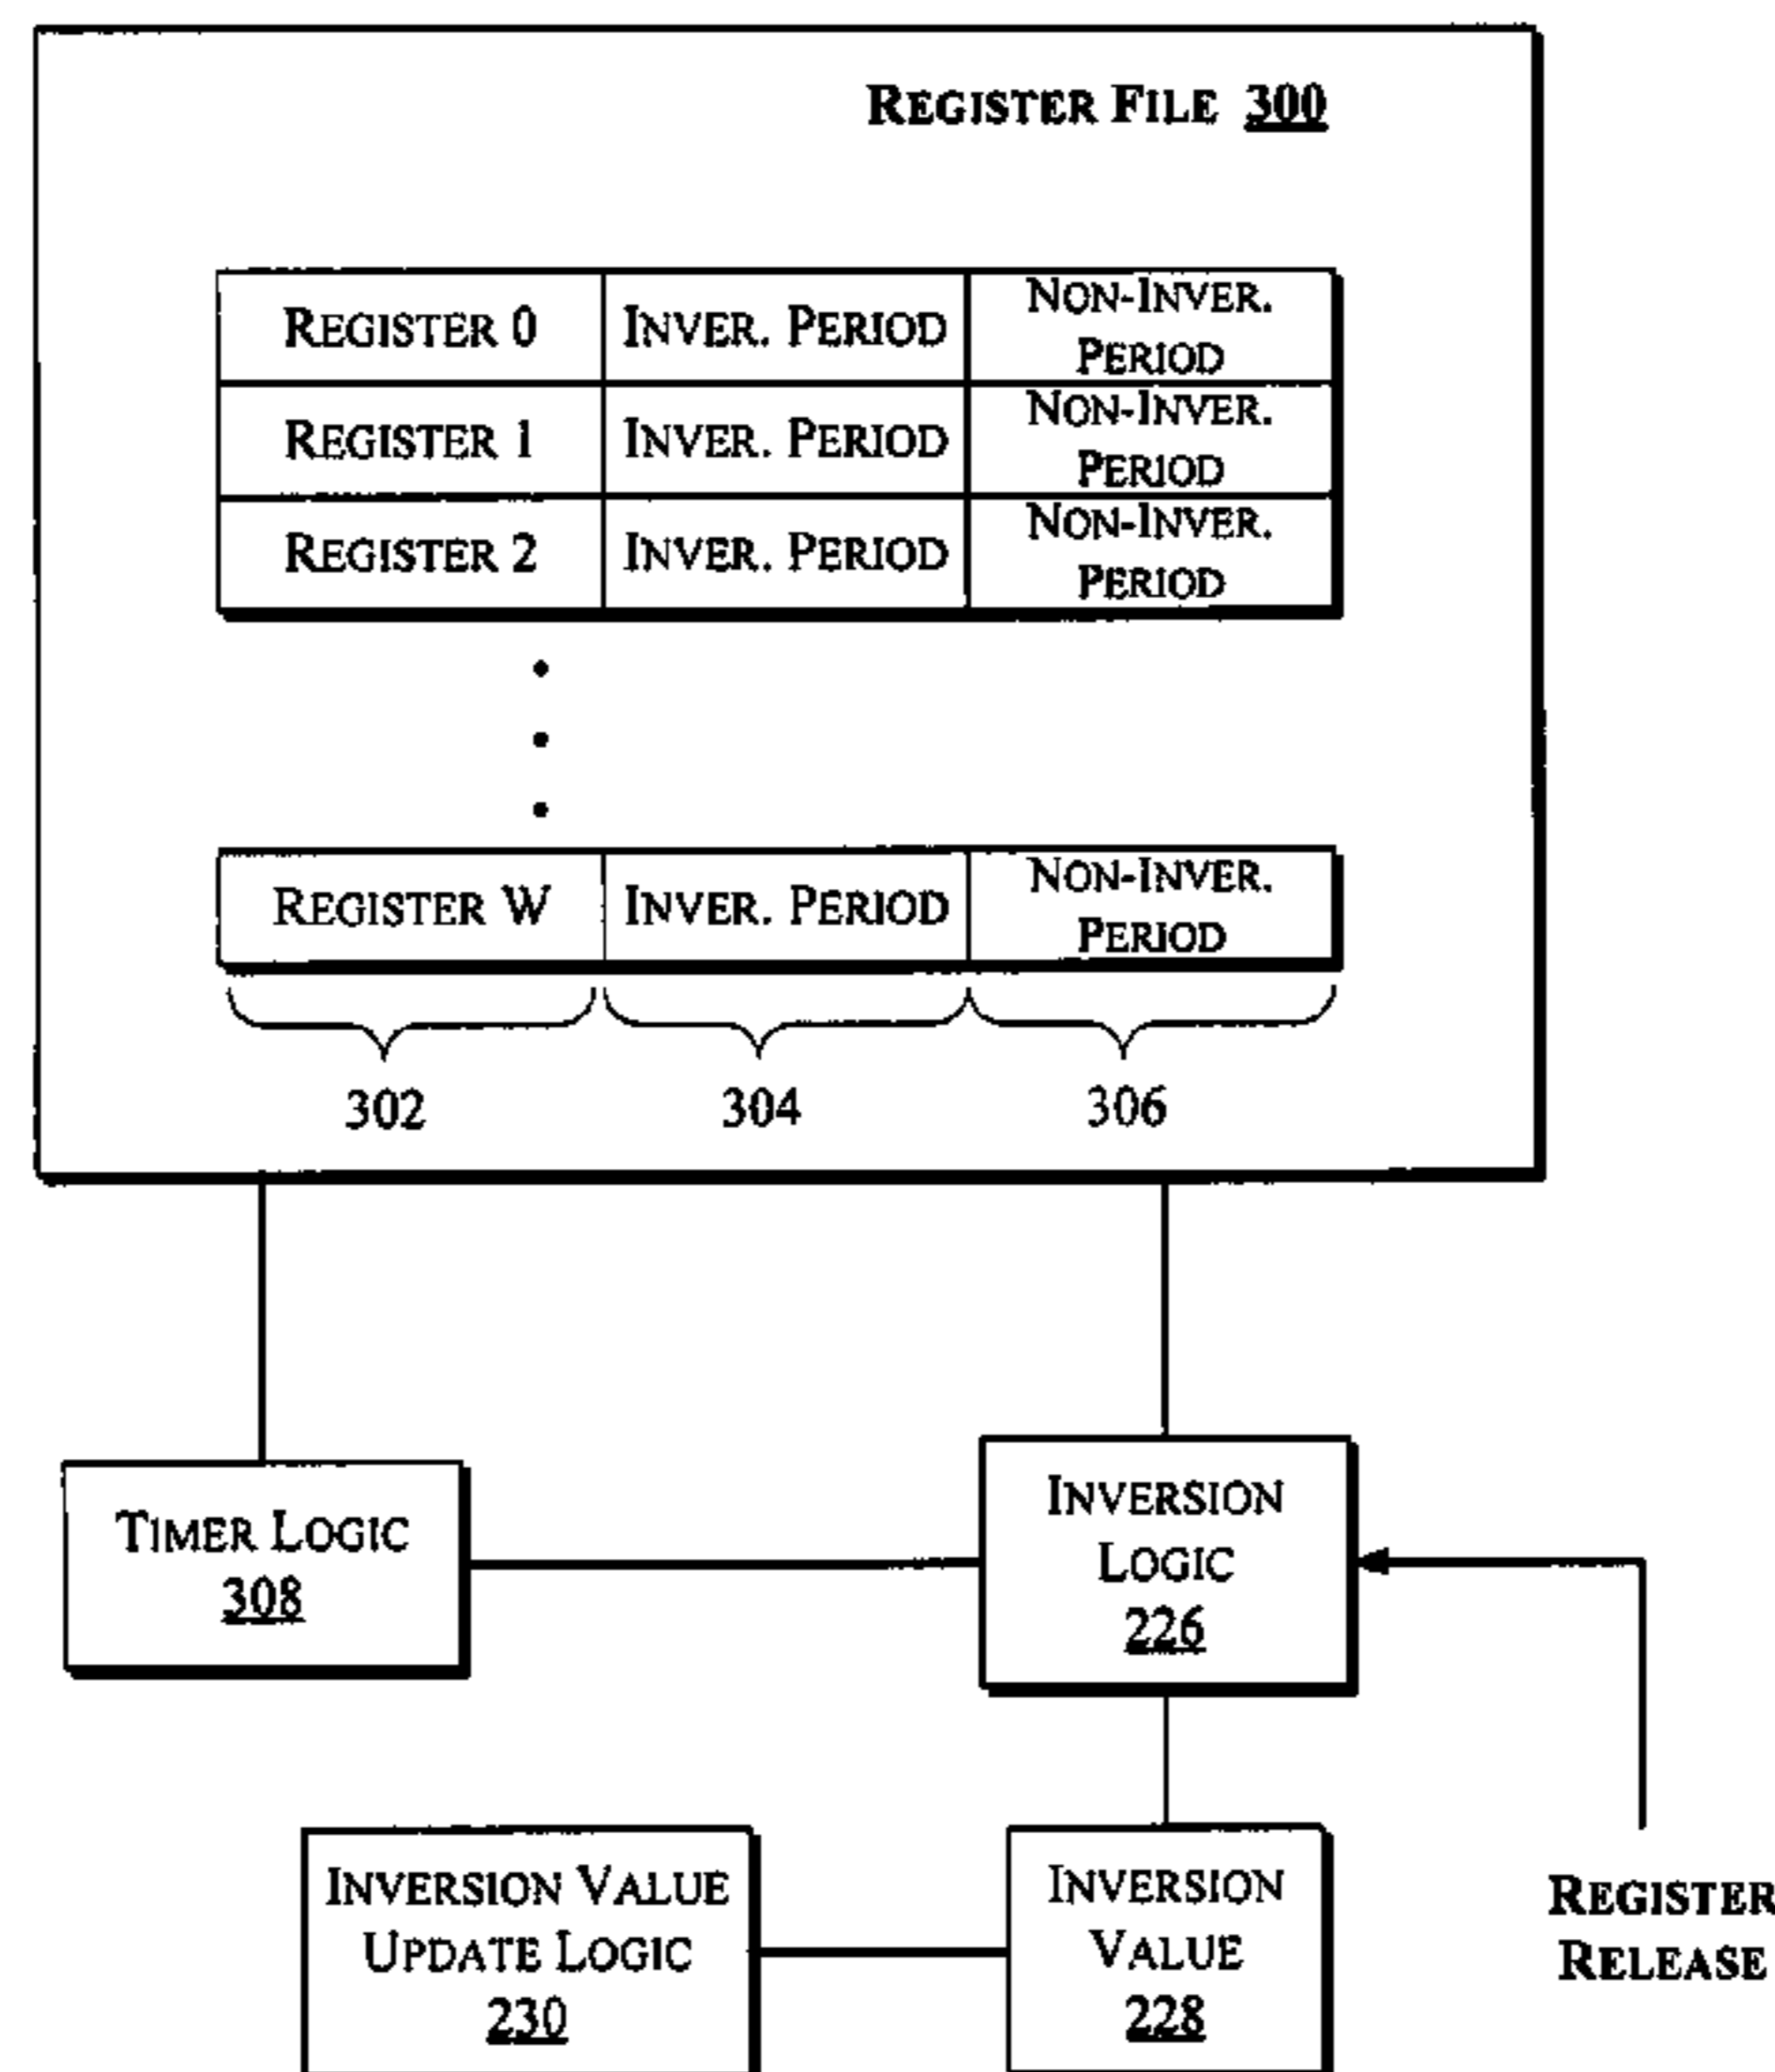 REGISTER FILE 300
REGISTER 0 INVER. PERIOD NON-INVER. PERIOD
REGISTER 1 INVER. PERIOD NON-INVER. PERIOD
REGISTER 2 INVER. PERIOD NON-INVER. PERIOD
REGISTER W INVER. PERIOD NON-INVER. PERIOD
302 304 306
TIMER LOGIC
308
INVERSION
LOGIC
226
INVERSION VALUE
UPDATE LOGIC
230
INVERSION
VALUE
228
REGISTER
RELEASE